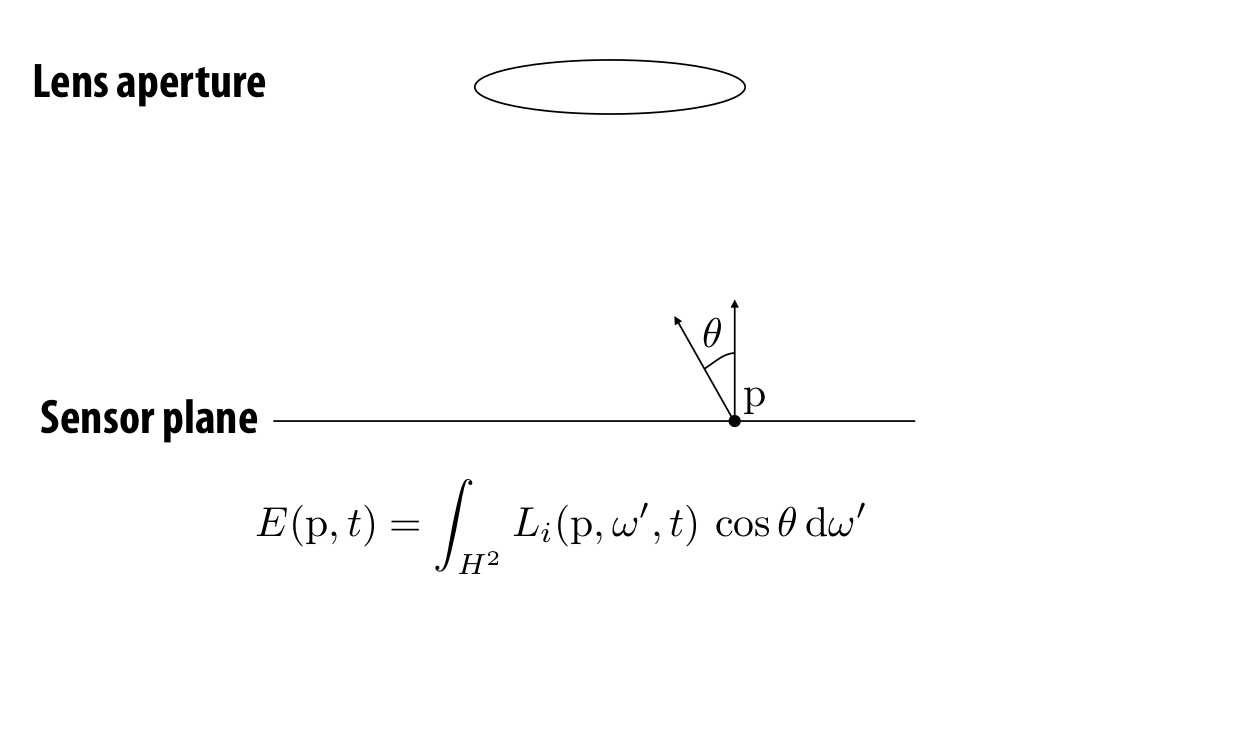 Lens aperture
θ
p
Sensor plane
E(p, t) = ∫_{H²} L_i(p, ω′, t) cos θ dω′